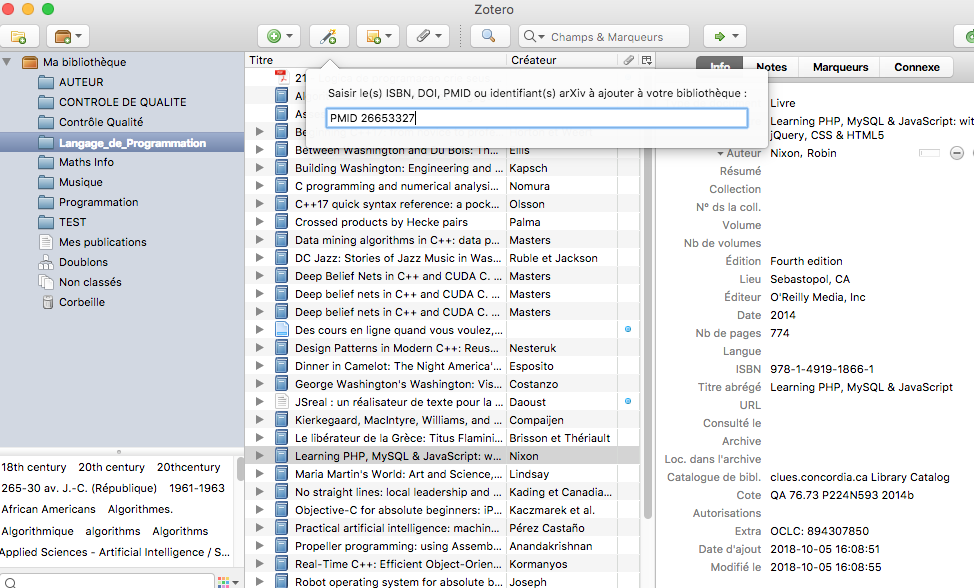 Zotero
Champs & Marqueurs
Ma bibliothèque
AUTEUR
CONTROLE DE QUALITE
Contrôle Qualité
Langage_de_Programmation
Maths Info
Musique
Programmation
TEST
Mes publications
Doublons
Non classés
Corbeille
18th century 20th century 20thcentury
265-30 av. J.-C. (République) 1961-1963
African Americans Algorithmes.
Algorithmique algorithms Algorithms
Applied Sciences - Artificial Intelligence / S...
Titre Créateur
21
Al
As
Be
Saisir le(s) ISBN, DOI, PMID ou identifiant(s) arXiv à ajouter à votre bibliothèque :
PMID 26653327
Between Washington and Du Bois: Th... Ellis
Building Washington: Engineering and ... Kapsch
C programming and numerical analysi... Nomura
C++17 quick syntax reference: a pock... Olsson
Crossed products by Hecke pairs Palma
Data mining algorithms in C++: data p... Masters
DC Jazz: Stories of Jazz Music in Was... Ruble et Jackson
Deep Belief Nets in C++ and CUDA C. ... Masters
Deep belief nets in C++ and CUDA C. ... Masters
Deep belief nets in C++ and CUDA C. ... Masters
Des cours en ligne quand vous voulez,...
Design Patterns in Modern C++: Reus... Nesteruk
Dinner in Camelot: The Night America'... Esposito
George Washington's Washington: Vis... Costanzo
JSreal : un réalisateur de texte pour la ... Daoust
Kierkegaard, MacIntyre, Williams, and ... Compaijen
Le libérateur de la Grèce: Titus Flamini... Brisson et Thériault
Learning PHP, MySQL & JavaScript: w... Nixon
Maria Martin's World: Art and Science,... Lindsay
No straight lines: local leadership and ... Kading et Canadia...
Objective-C for absolute beginners: iP... Kaczmarek et al.
Practical artificial intelligence: machin... Pérez Castaño
Propeller programming: using Assemb... Anandakrishnan
Real-Time C++: Efficient Object-Orien... Kormanyos
Robot operating system for absolute b... Joseph
Info Notes Marqueurs Connexe
Livre
Learning PHP, MySQL & JavaScript: wit
jQuery, CSS & HTML5
Auteur Nixon, Robin
Résumé
Collection
N° ds la coll.
Volume
Nb de volumes
Édition Fourth edition
Lieu Sebastopol, CA
Éditeur O'Reilly Media, Inc
Date 2014
Nb de pages 774
Langue
ISBN 978-1-4919-1866-1
Titre abrégé Learning PHP, MySQL & JavaScript
URL
Consulté le
Archive
Loc. dans l'archive
Catalogue de bibl. clues.concordia.ca Library Catalog
Cote QA 76.73 P224N593 2014b
Autorisations
Extra OCLC: 894307850
Date d'ajout 2018-10-05 16:08:51
Modifié le 2018-10-05 16:08:55